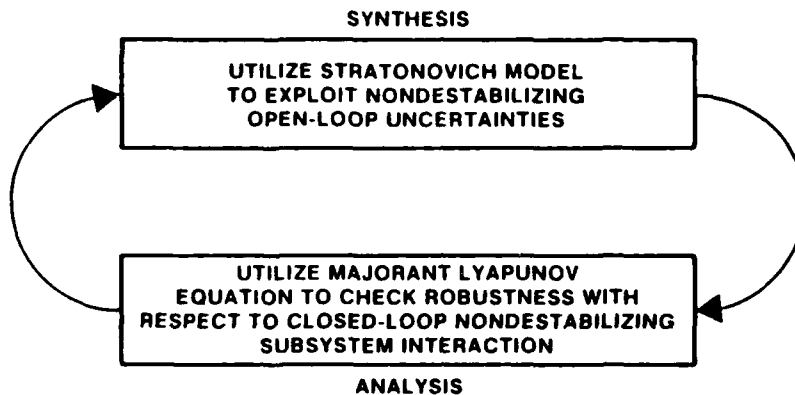 SYNTHESIS
UTILIZE STRATONOVICH MODEL
TO EXPLOIT NONDESTABILIZING
OPEN-LOOP UNCERTAINTIES
UTILIZE MAJORANT LYAPUNOV
EQUATION TO CHECK ROBUSTNESS WITH
RESPECT TO CLOSED-LOOP NONDESTABILIZING
SUBSYSTEM INTERACTION
ANALYSIS